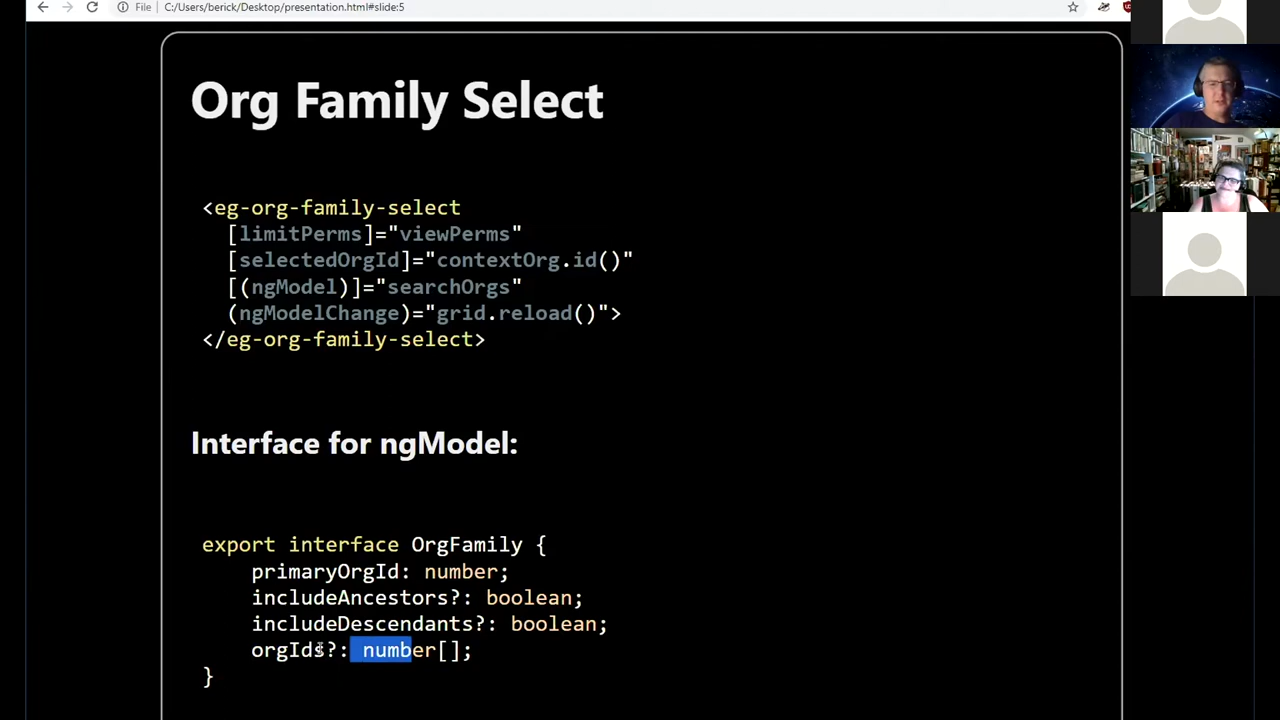 File
C:/Users/berick/Desktop/presentation.html#slide:5
Org Family Select
<eg-org-family-select
[limitPerms]="viewPerms"
[selectedOrgId]="contextOrg.id()"
[(ngModel)]="searchOrgs"
(ngModelChange)="grid.reload()">
</eg-org-family-select>
Interface for ngModel:
export interface OrgFamily {
primaryOrgId: number;
includeAncestors?: boolean;
includeDescendants?: boolean;
orgIds?: number[];
}